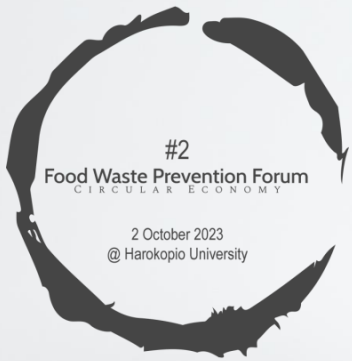 #2
Food Waste Prevention Forum
CIRCULAR ECONOMY
2 October 2023
@ Harokopio University